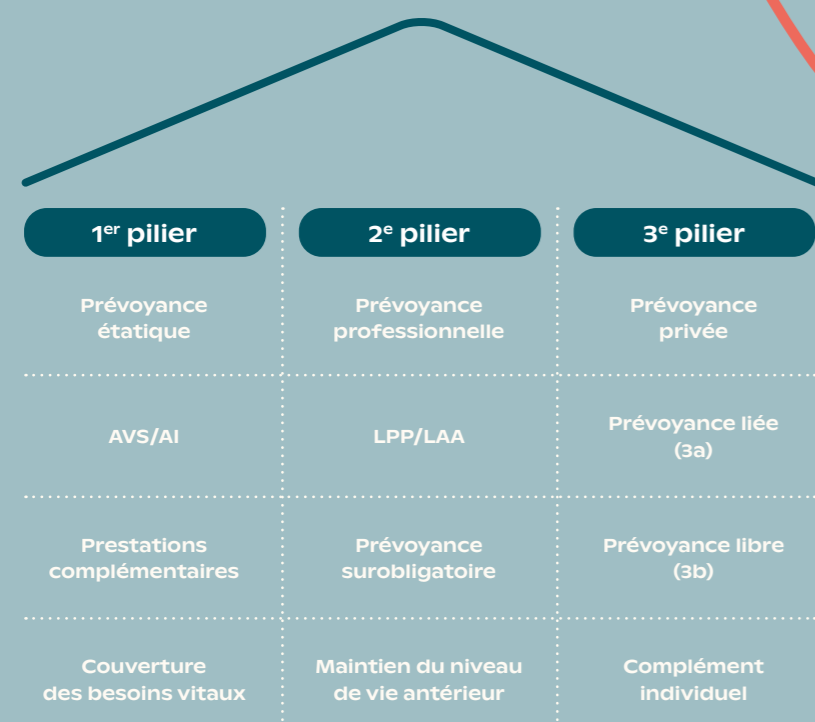 1er pilier
2e pilier
3e pilier
Prévoyance
étatique
Prévoyance
professionnelle
Prévoyance
privée
AVS/AI
LPP/LAA
Prévoyance liée
(3a)
Prestations
complémentaires
Prévoyance
surobligatoire
Prévoyance libre
(3b)
Couverture
des besoins vitaux
Maintien du niveau
de vie antérieur
Complément
individuel